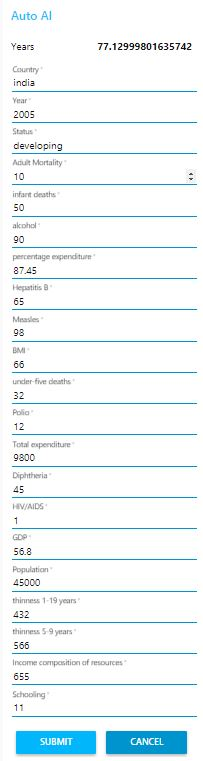 Auto AI
Years 77.12999801635742
Country *
india
Year *
2005
Status *
developing
Adult Mortality *
10
infant deaths *
50
alcohol *
90
percentage expenditure *
87.45
Hepatitis B *
65
Measles *
98
BMI *
66
under-five deaths *
32
Polio *
12
Total expenditure *
9800
Diphtheria *
45
HIV/AIDS *
1
GDP *
56.8
Population *
45000
thinness 1-19 years *
432
thinness 5-9 years *
566
Income composition of resources *
655
Schooling *
11
SUBMIT CANCEL